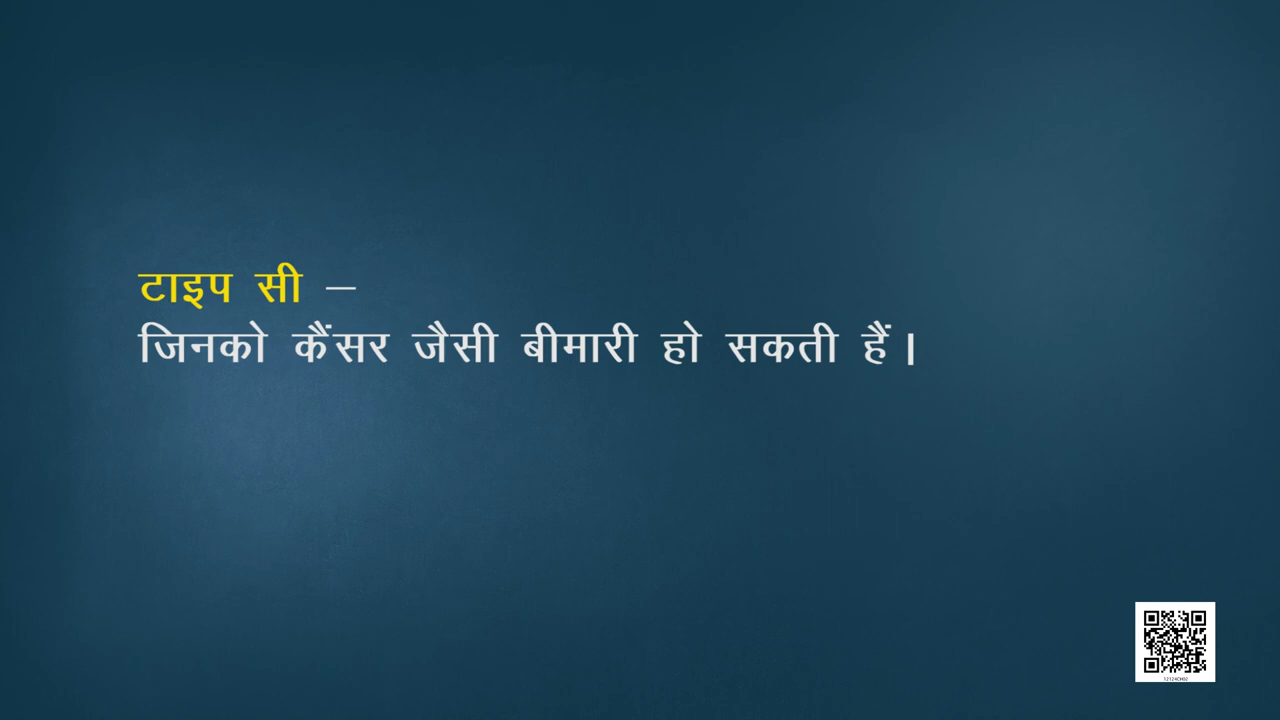 टाइप सी –
जिनको कैंसर जैसी बीमारी हो सकती हैं।